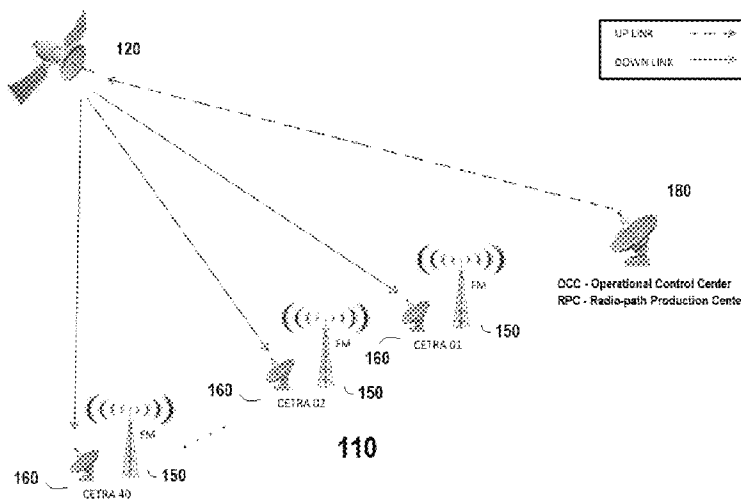 120
UP LINK
DOWN LINK
180
OCC - Operational Control Center
RPC - Radio-path Production Cente
FM
150
160
CETRA 01
FM
150
160
CETRA 02
110
FM
150
160
CETRA 40